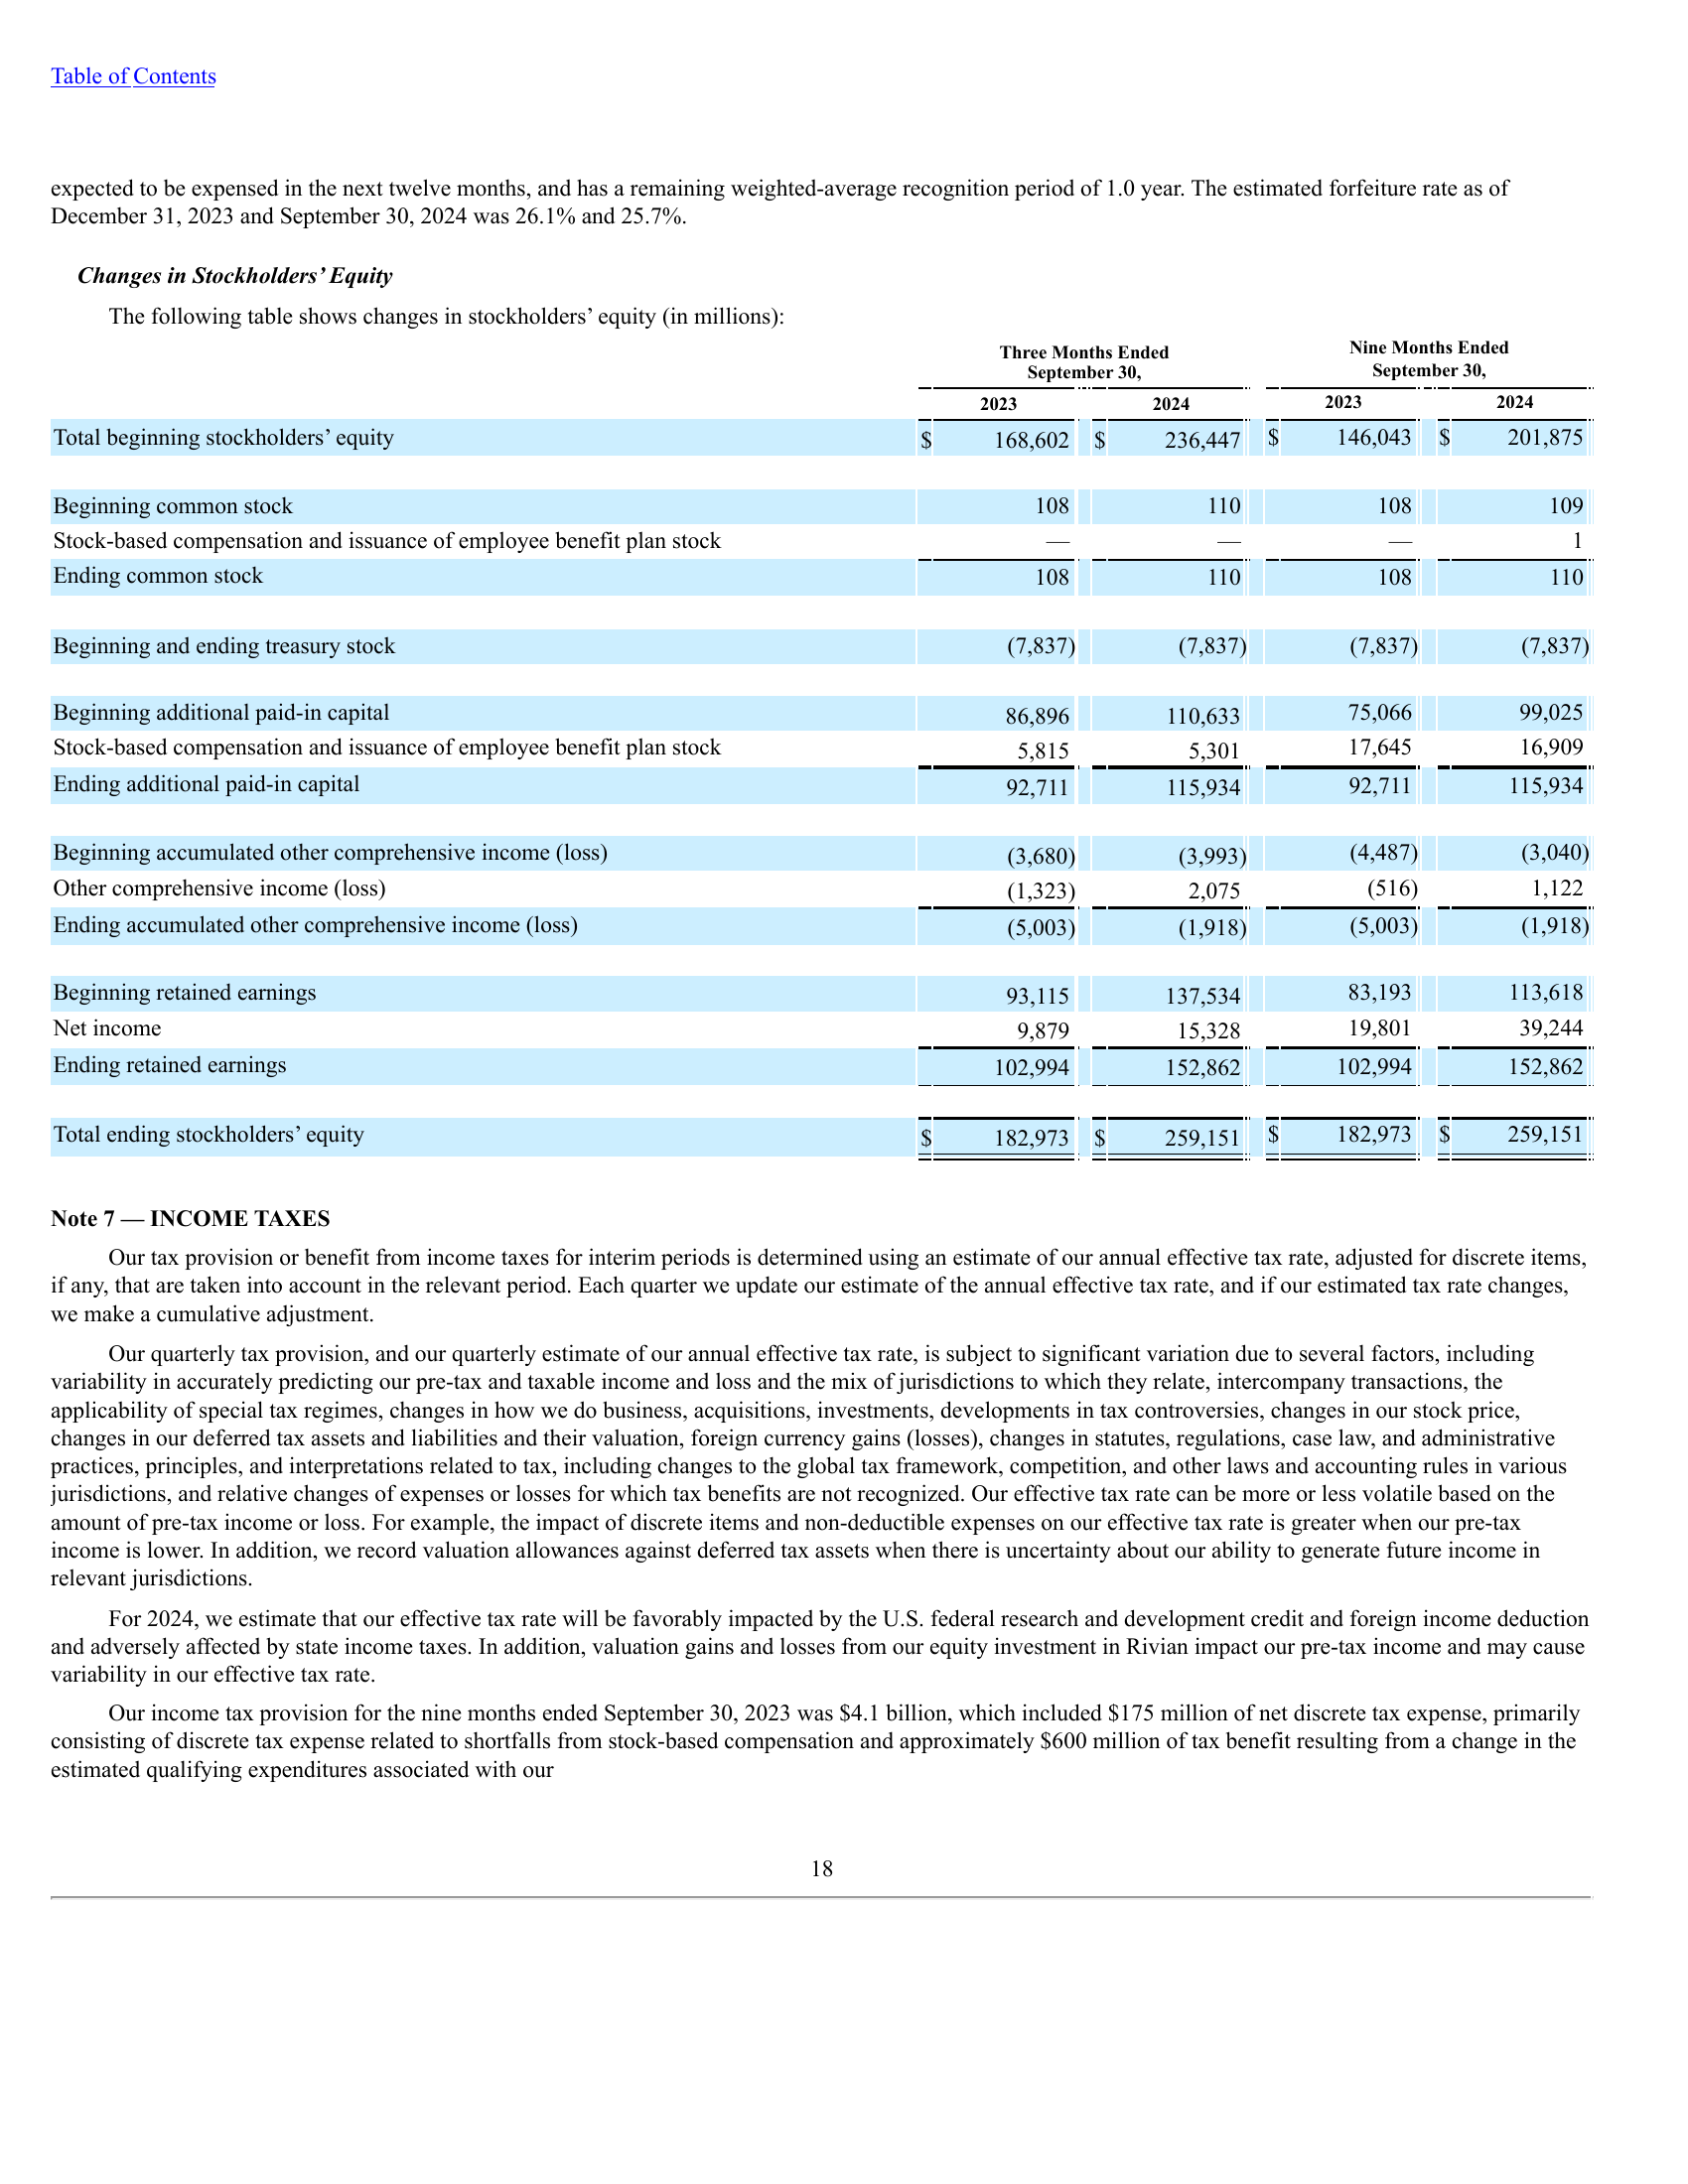 Table of Contents
expected to be expensed in the next twelve months, and has a remaining weighted-average recognition period of 1.0 year. The estimated forfeiture rate as of
December 31, 2023 and September 30, 2024 was 26.1% and 25.7%.
Changes in Stockholders’ Equity
The following table shows changes in stockholders’ equity (in millions):
Three Months Ended September 30, Nine Months Ended September 30,
2023 2024 2023 2024
Total beginning stockholders’ equity $ 168,602 $ 236,447 $ 146,043 $ 201,875
Beginning common stock 108 110 108 109
Stock-based compensation and issuance of employee benefit plan stock — — — 1
Ending common stock 108 110 108 110
Beginning and ending treasury stock (7,837) (7,837) (7,837) (7,837)
Beginning additional paid-in capital 86,896 110,633 75,066 99,025
Stock-based compensation and issuance of employee benefit plan stock 5,815 5,301 17,645 16,909
Ending additional paid-in capital 92,711 115,934 92,711 115,934
Beginning accumulated other comprehensive income (loss) (3,680) (3,993) (4,487) (3,040)
Other comprehensive income (loss) (1,323) 2,075 (516) 1,122
Ending accumulated other comprehensive income (loss) (5,003) (1,918) (5,003) (1,918)
Beginning retained earnings 93,115 137,534 83,193 113,618
Net income 9,879 15,328 19,801 39,244
Ending retained earnings 102,994 152,862 102,994 152,862
Total ending stockholders’ equity $ 182,973 $ 259,151 $ 182,973 $ 259,151
Note 7 — INCOME TAXES
Our tax provision or benefit from income taxes for interim periods is determined using an estimate of our annual effective tax rate, adjusted for discrete items,
if any, that are taken into account in the relevant period. Each quarter we update our estimate of the annual effective tax rate, and if our estimated tax rate changes,
we make a cumulative adjustment.
Our quarterly tax provision, and our quarterly estimate of our annual effective tax rate, is subject to significant variation due to several factors, including
variability in accurately predicting our pre-tax and taxable income and loss and the mix of jurisdictions to which they relate, intercompany transactions, the
applicability of special tax regimes, changes in how we do business, acquisitions, investments, developments in tax controversies, changes in our stock price,
changes in our deferred tax assets and liabilities and their valuation, foreign currency gains (losses), changes in statutes, regulations, case law, and administrative
practices, principles, and interpretations related to tax, including changes to the global tax framework, competition, and other laws and accounting rules in various
jurisdictions, and relative changes of expenses or losses for which tax benefits are not recognized. Our effective tax rate can be more or less volatile based on the
amount of pre-tax income or loss. For example, the impact of discrete items and non-deductible expenses on our effective tax rate is greater when our pre-tax
income is lower. In addition, we record valuation allowances against deferred tax assets when there is uncertainty about our ability to generate future income in
relevant jurisdictions.
For 2024, we estimate that our effective tax rate will be favorably impacted by the U.S. federal research and development credit and foreign income deduction
and adversely affected by state income taxes. In addition, valuation gains and losses from our equity investment in Rivian impact our pre-tax income and may cause
variability in our effective tax rate.
Our income tax provision for the nine months ended September 30, 2023 was $4.1 billion, which included $175 million of net discrete tax expense, primarily
consisting of discrete tax expense related to shortfalls from stock-based compensation and approximately $600 million of tax benefit resulting from a change in the
estimated qualifying expenditures associated with our
18